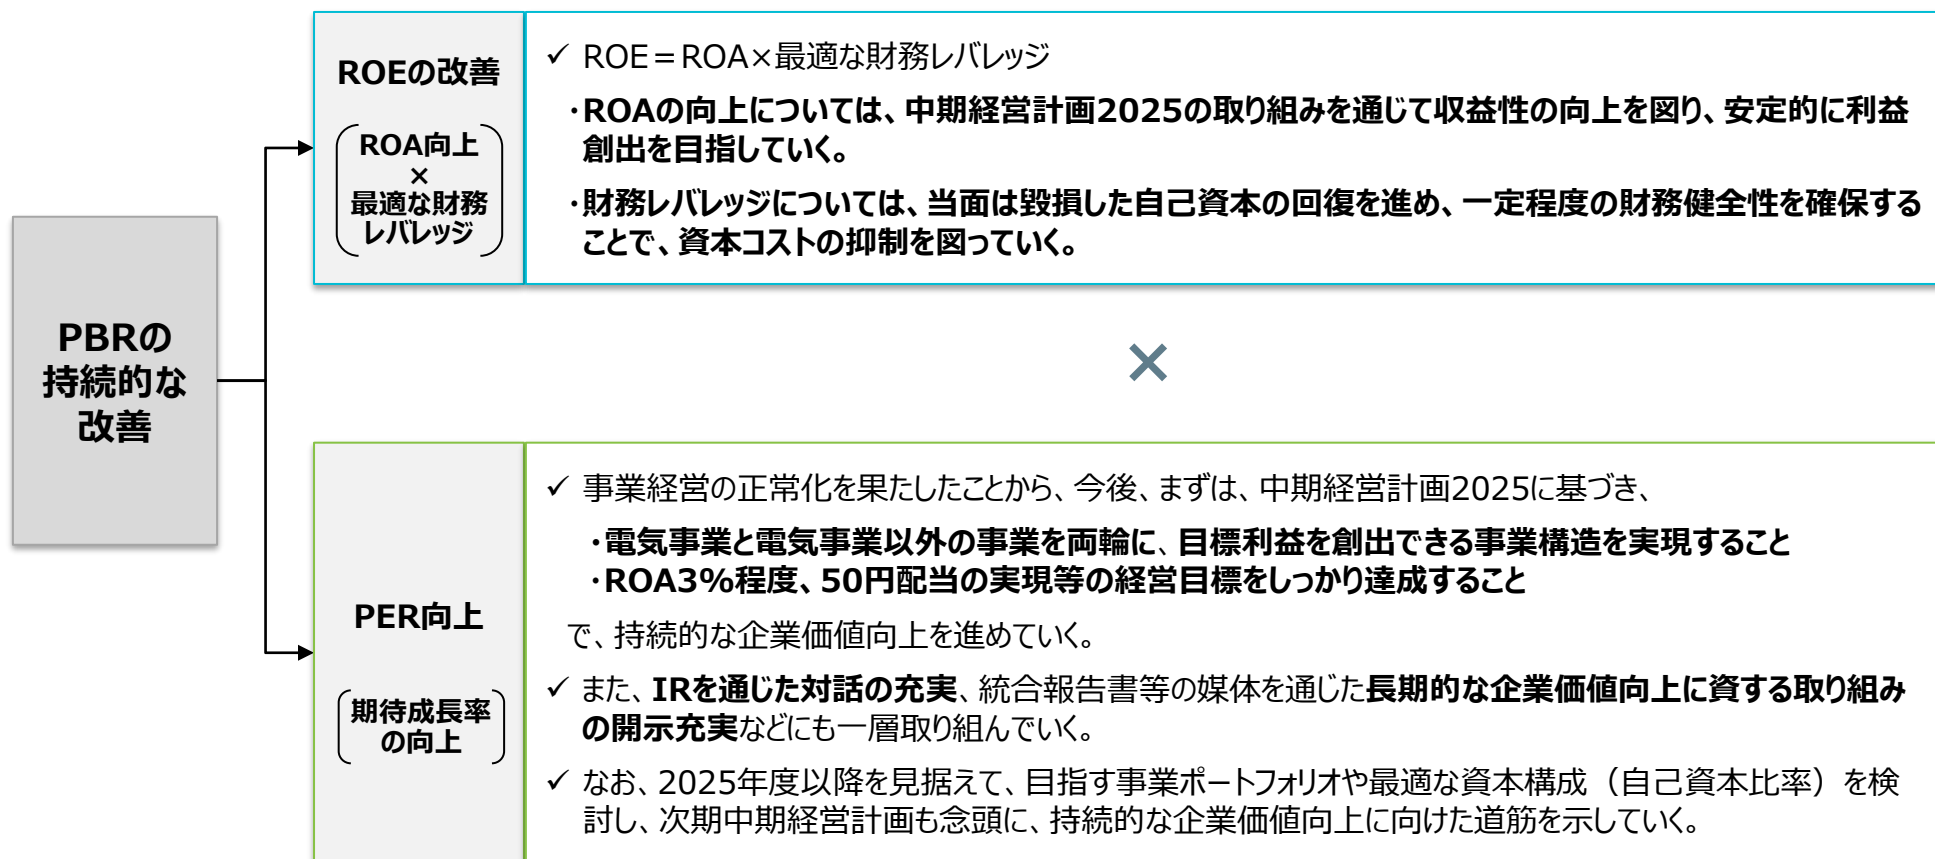 PBRの
持続的な
改善
ROEの改善
ROA向上
×
最適な財務
レバレッジ
✓ ROE=ROA×最適な財務レバレッジ
・ROAの向上については、中期経営計画2025の取り組みを通じて収益性の向上を図り、安定的に利益
創出を目指していく。
・財務レバレッジについては、当面は毀損した自己資本の回復を進め、一定程度の財務健全性を確保する
ことで、資本コストの抑制を図っていく。
×
PER向上
期待成長率
の向上
✓ 事業経営の正常化を果たしたことから、今後、まずは、中期経営計画2025に基づき、
・電気事業と電気事業以外の事業を両輪に、目標利益を創出できる事業構造を実現すること
・ROA3%程度、50円配当の実現等の経営目標をしっかり達成すること
で、持続的な企業価値向上を進めていく。
✓ また、IRを通じた対話の充実、統合報告書等の媒体を通じた長期的な企業価値向上に資する取り組み
の開示充実などにも一層取り組んでいく。
✓ なお、2025年度以降を見据えて、目指す事業ポートフォリオや最適な資本構成（自己資本比率）を検
討し、次期中期経営計画も念頭に、持続的な企業価値向上に向けた道筋を示していく。